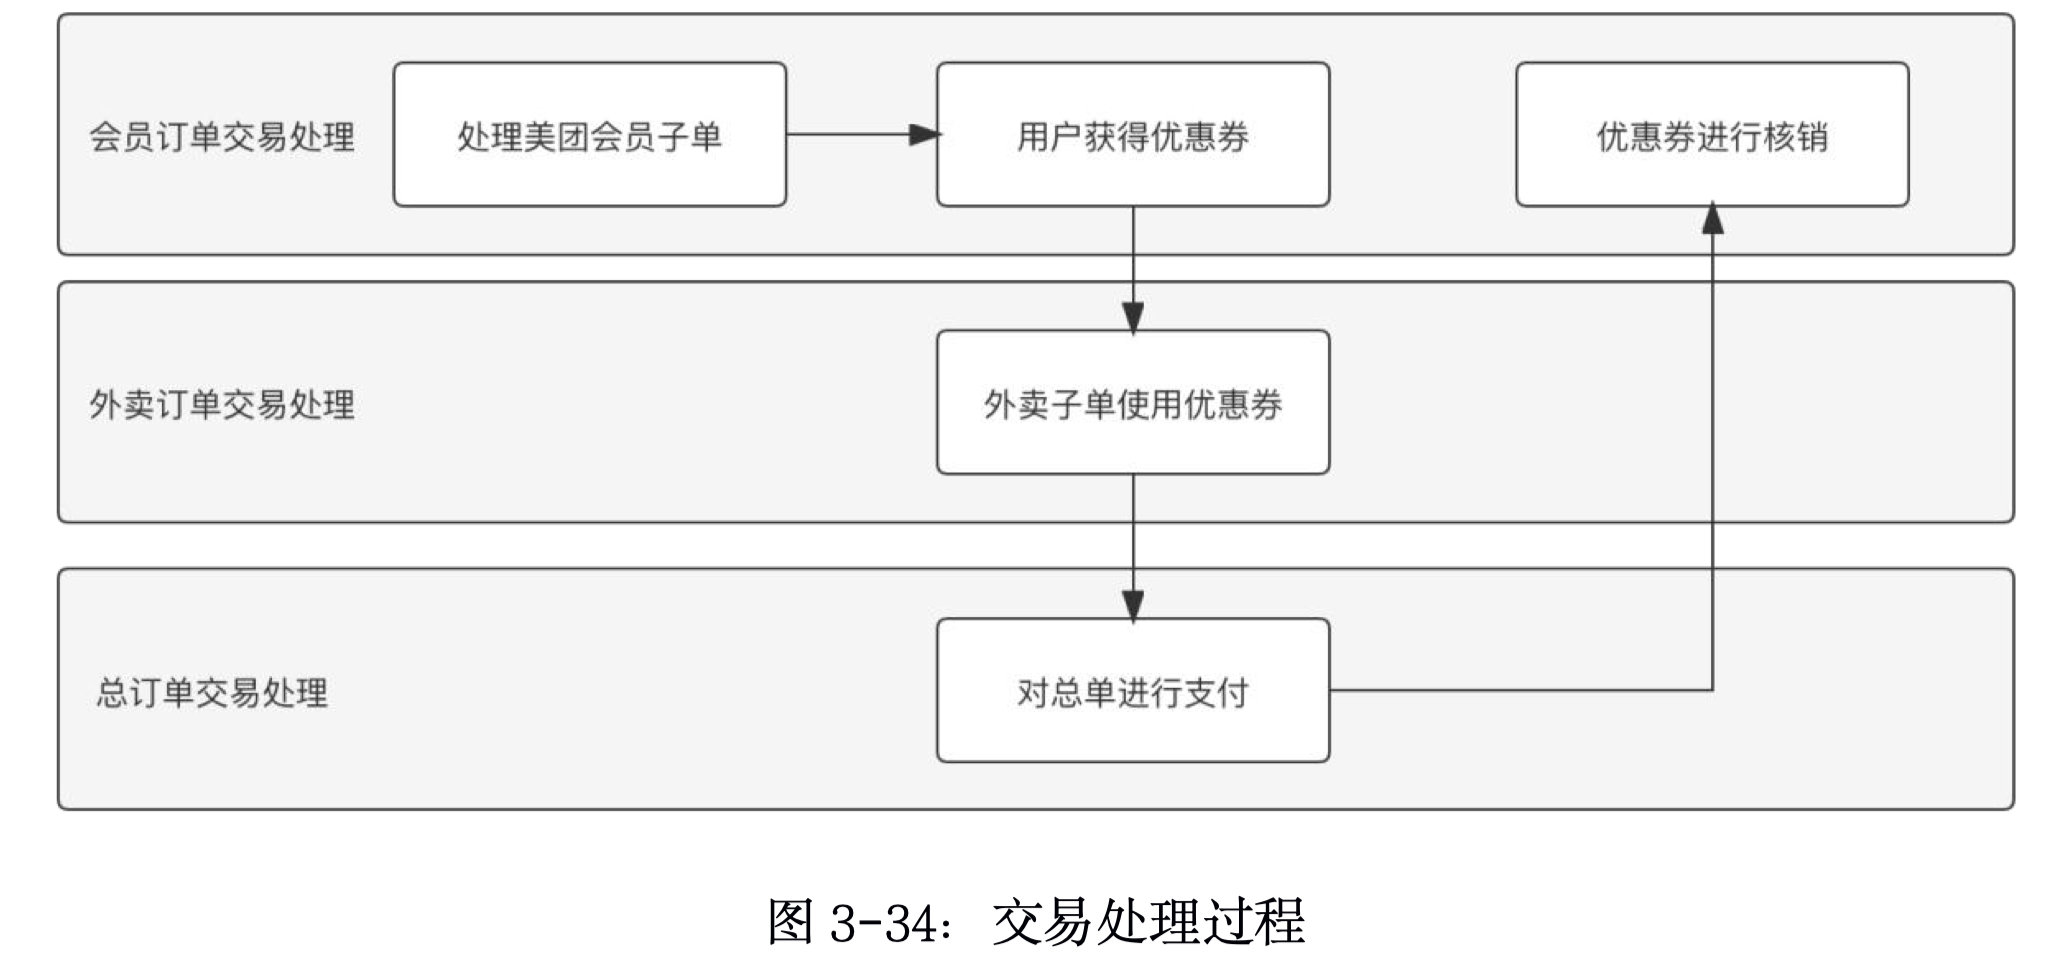 会员订单交易处理
处理美团会员子单
用户获得优惠券
优惠券进行核销
外卖订单交易处理
外卖子单使用优惠券
总订单交易处理
对总单进行支付
图 3-34：交易处理过程